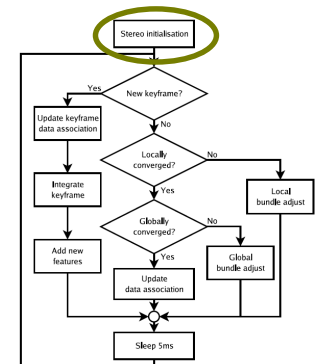 Stereo initialisation
Yes
New keyframe?
Update keyframe
data association
No
Locally
converged?
No
Integrate
keyframe
Yes
Local
bundle adjust
Globally
converged?
No
Add new
features
Yes
Global
bundle adjust
Update
data association
Sleep 5ms